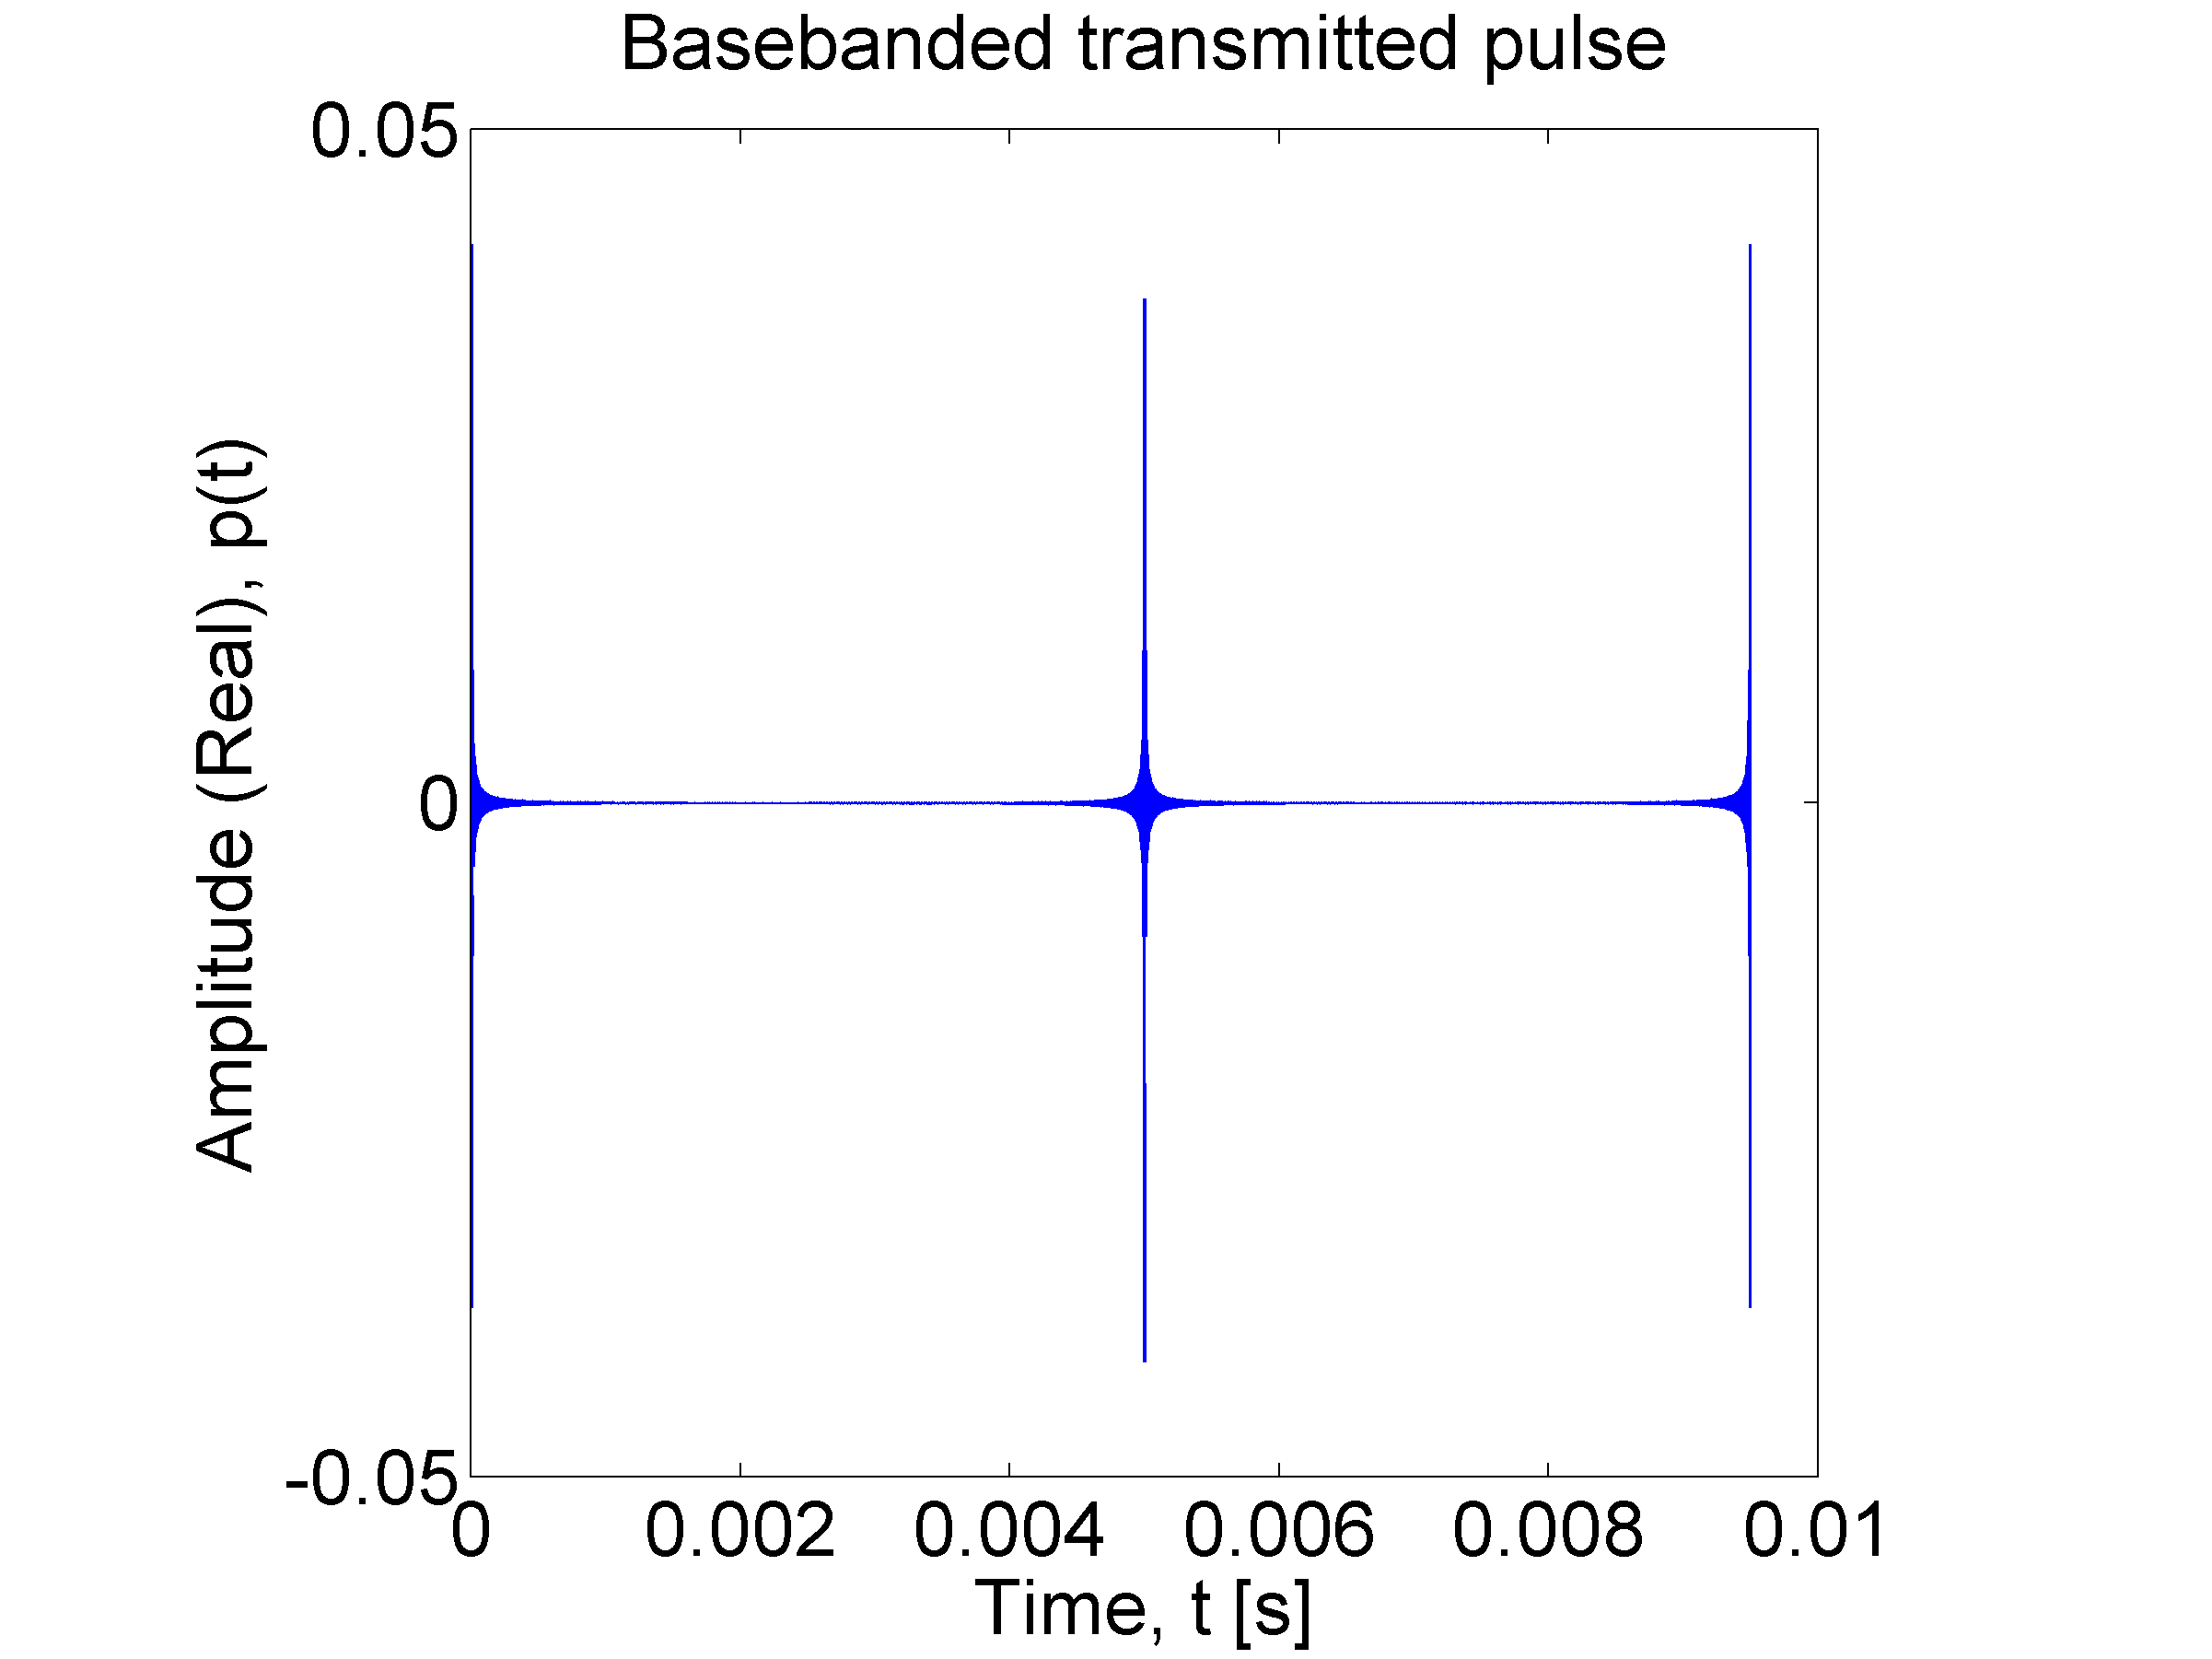 Basebanded transmitted pulse
0.05
0
-0.05
Amplitude (Real), p(t)
0 0.002 0.004 0.006 0.008 0.01
Time, t [s]